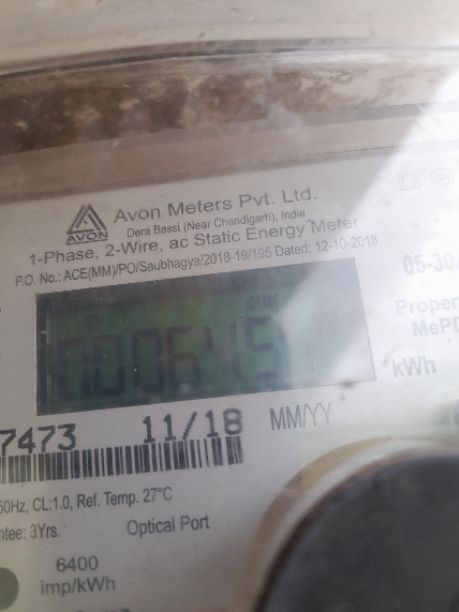 Avon Meters Pvt. Ltd.
AVON
Dera Bassi (Near Chandigarh), India
1-Phase, 2-Wire, ac Static Energy Meter
P.O. No.: ACE(MM)/PO/Saubhagya/2018-19/195 Dated: 12-10-2018
05-30
CUM
000645
kWh
7473 11/18 MM/YY
50Hz, CL:1.0, Ref. Temp. 27°C
ntee: 3Yrs. Optical Port
6400
imp/kWh